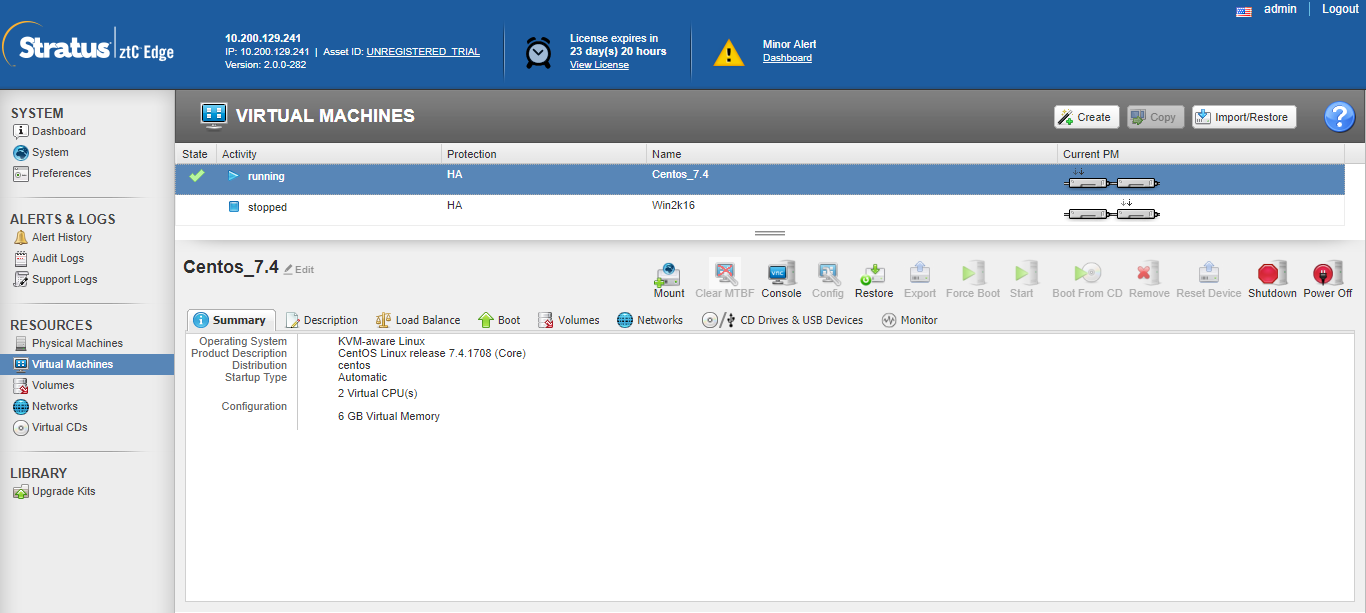 admin | Logout
Stratus ztC Edge
10.200.129.241
IP: 10.200.129.241 | Asset ID: UNREGISTERED_TRIAL
Version: 2.0.0-282
License expires in
23 day(s) 20 hours
View License
Minor Alert
Dashboard
SYSTEM
Dashboard
System
Preferences
ALERTS & LOGS
Alert History
Audit Logs
Support Logs
RESOURCES
Physical Machines
Virtual Machines
Volumes
Networks
Virtual CDs
LIBRARY
Upgrade Kits
VIRTUAL MACHINES
Create Copy Import/Restore ?
State Activity Protection Name Current PM
running HA Centos_7.4
stopped HA Win2k16
Centos_7.4 Edit
Mount Clear MTBF Console Config Restore Export Force Boot Start Boot From CD Remove Reset Device Shutdown Power Off
Summary Description Load Balance Boot Volumes Networks CD Drives & USB Devices Monitor
Operating System KVM-aware Linux
Product Description CentOS Linux release 7.4.1708 (Core)
Distribution centos
Startup Type Automatic
2 Virtual CPU(s)
Configuration
6 GB Virtual Memory